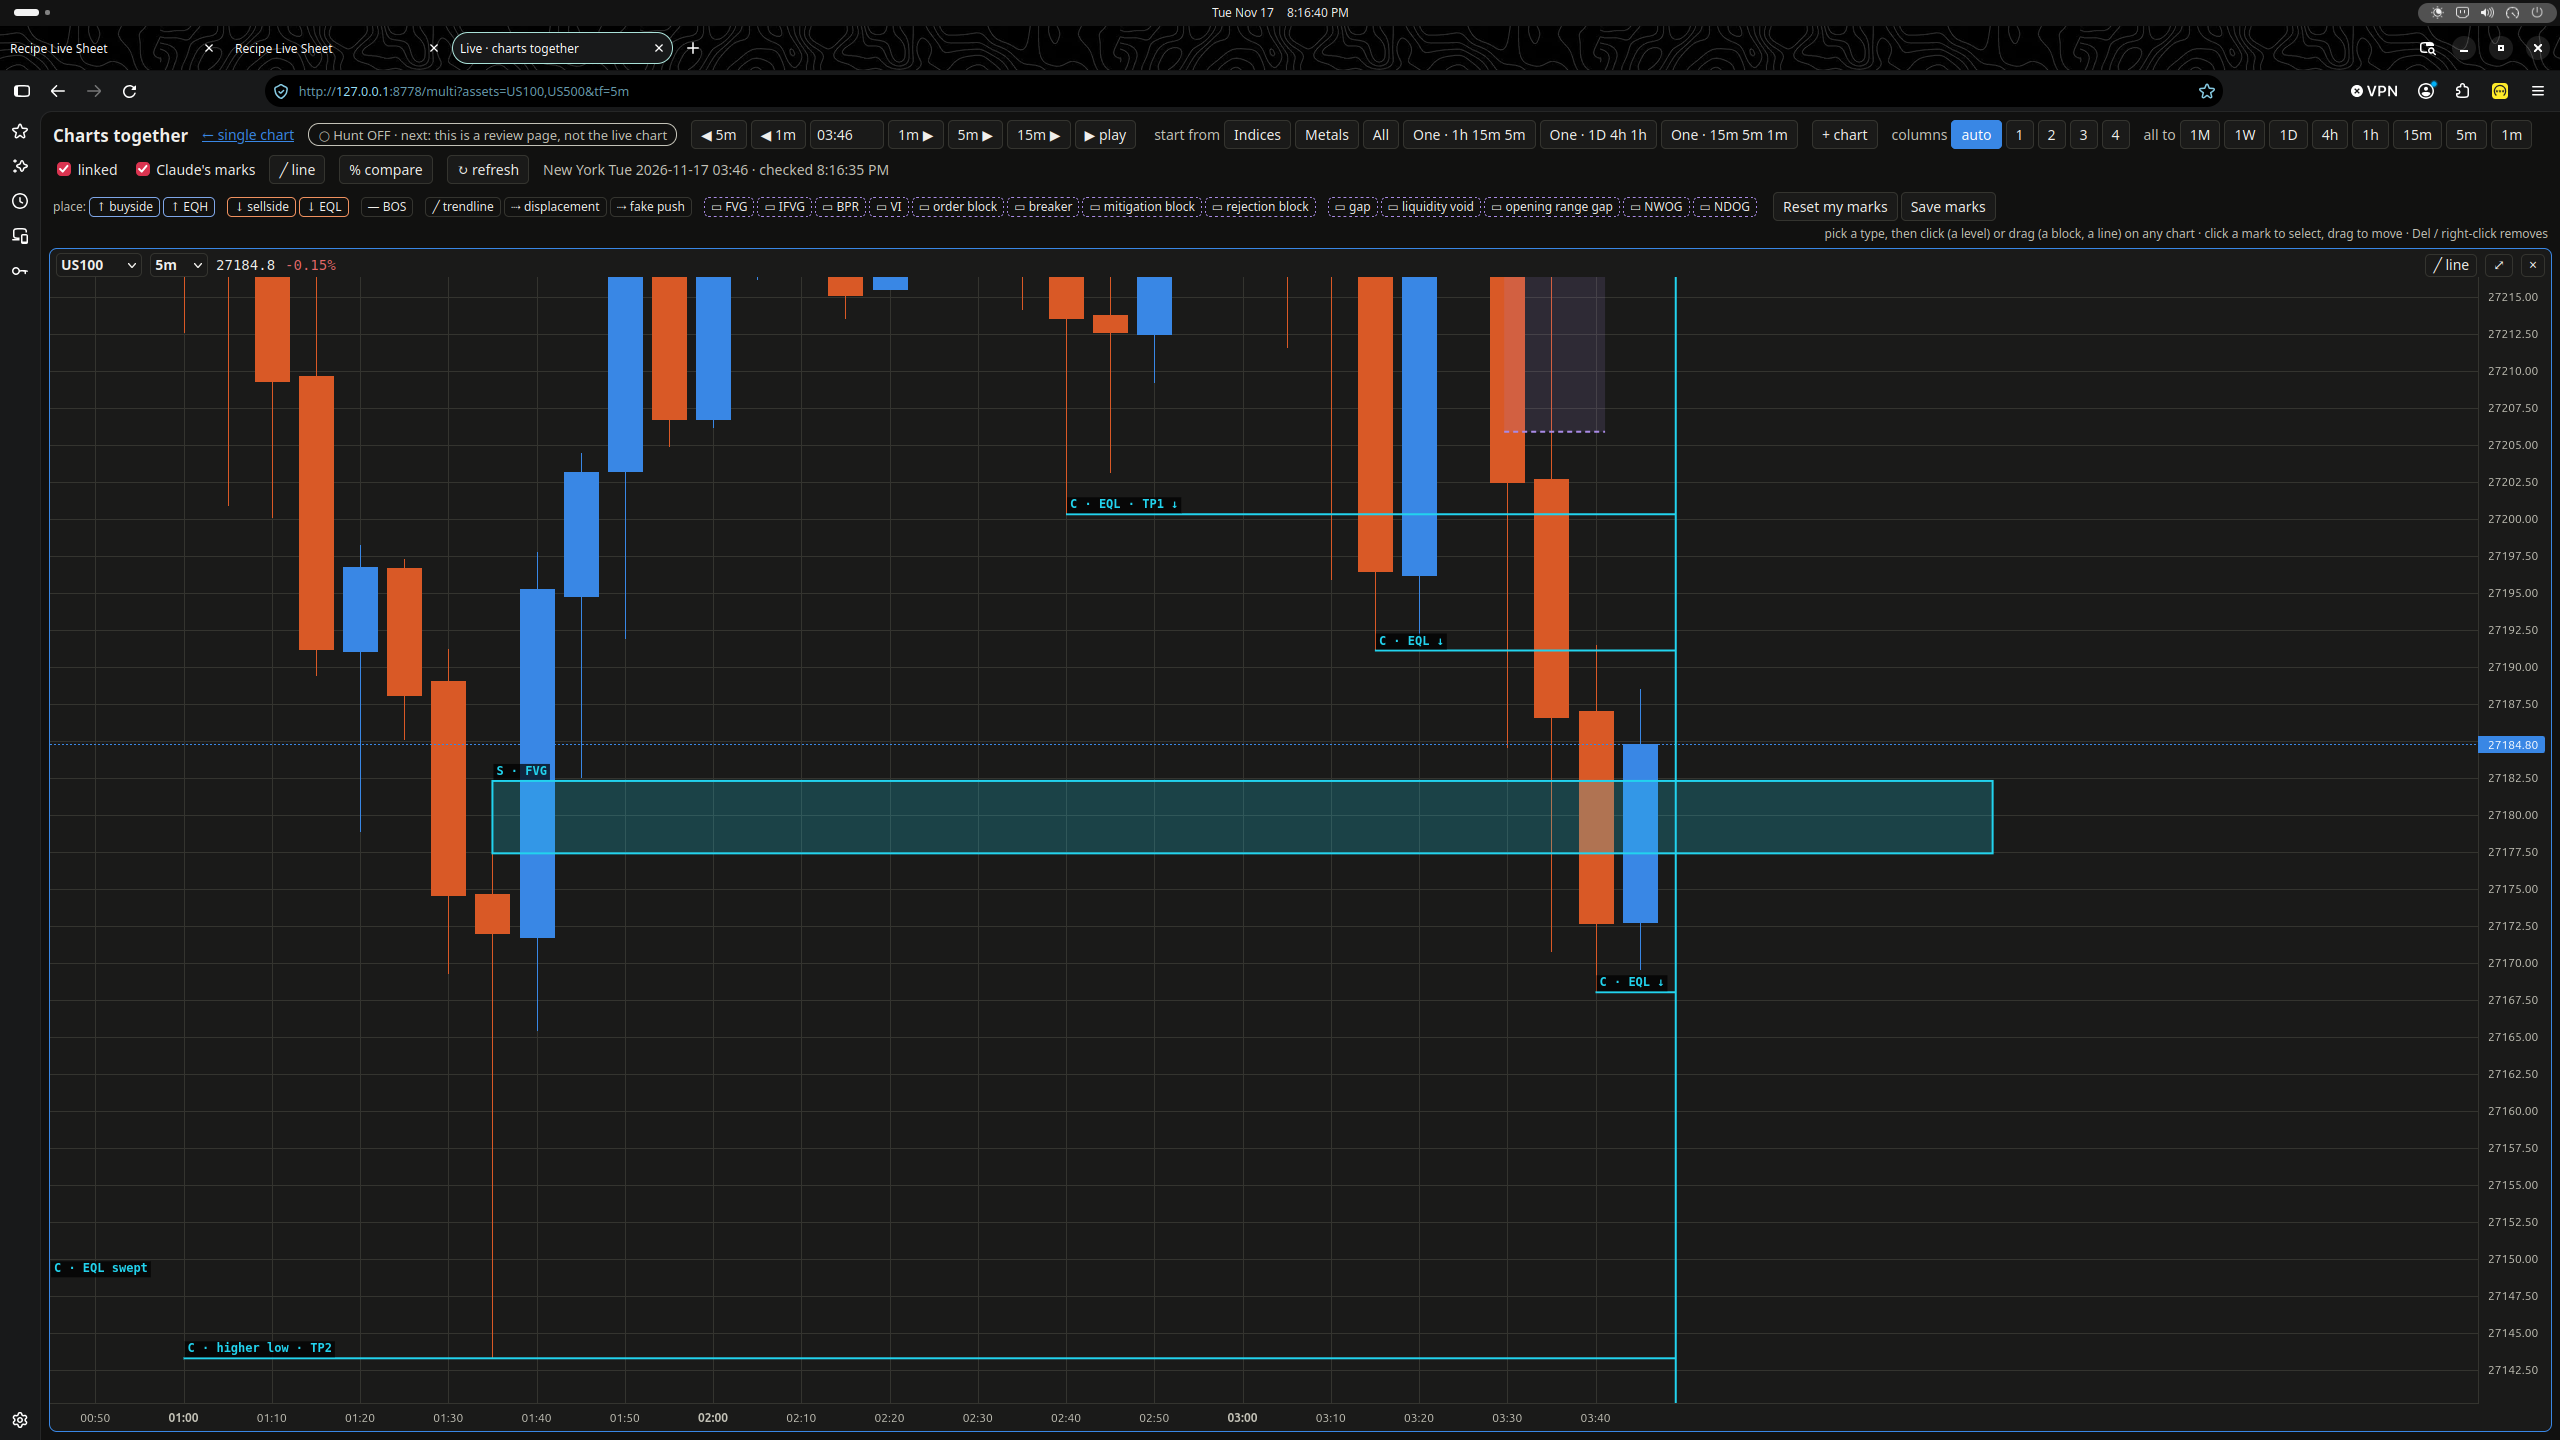 Tue Nov 17 8:16:40 PM
Recipe Live Sheet × Recipe Live Sheet × Live · charts together × +
http://127.0.0.1:8778/multi?assets=US100,US500&tf=5m VPN
Charts together ← single chart ○ Hunt OFF · next: this is a review page, not the live chart ◀ 5m ◀ 1m 03:46 1m ▶ 5m ▶ 15m ▶ ▶ play start from Indices Metals All One · 1h 15m 5m One · 1D 4h 1h One · 15m 5m 1m + chart columns auto 1 2 3 4 all to 1M 1W 1D 4h 1h 15m 5m 1m
linked Claude's marks ╱ line % compare ↻ refresh New York Tue 2026-11-17 03:46 · checked 8:16:35 PM
place: ↑ buyside ↑ EQH ↓ sellside ↓ EQL — BOS ╱ trendline ⇢ displacement ⇢ fake push ▭ FVG ▭ IFVG ▭ BPR ▭ VI ▭ order block ▭ breaker ▭ mitigation block ▭ rejection block ▭ gap ▭ liquidity void ▭ opening range gap ▭ NWOG ▭ NDOG Reset my marks Save marks
pick a type, then click (a level) or drag (a block, a line) on any chart · click a mark to select, drag to move · Del / right-click removes
US100 5m 27184.8 -0.15% ╱ line ⤢ ×
27215.00
27212.50
27210.00
27207.50
27205.00
27202.50
C · EQL · TP1 ↓
27200.00
27197.50
27195.00
27192.50
C · EQL ↓
27190.00
27187.50
27184.80
S · FVG
27182.50
27180.00
27177.50
27175.00
27172.50
27170.00
C · EQL ↓
27167.50
27165.00
27162.50
27160.00
27157.50
27155.00
27152.50
27150.00
C · EQL swept
27147.50
27145.00
C · higher low · TP2
27142.50
00:50 01:00 01:10 01:20 01:30 01:40 01:50 02:00 02:10 02:20 02:30 02:40 02:50 03:00 03:10 03:20 03:30 03:40